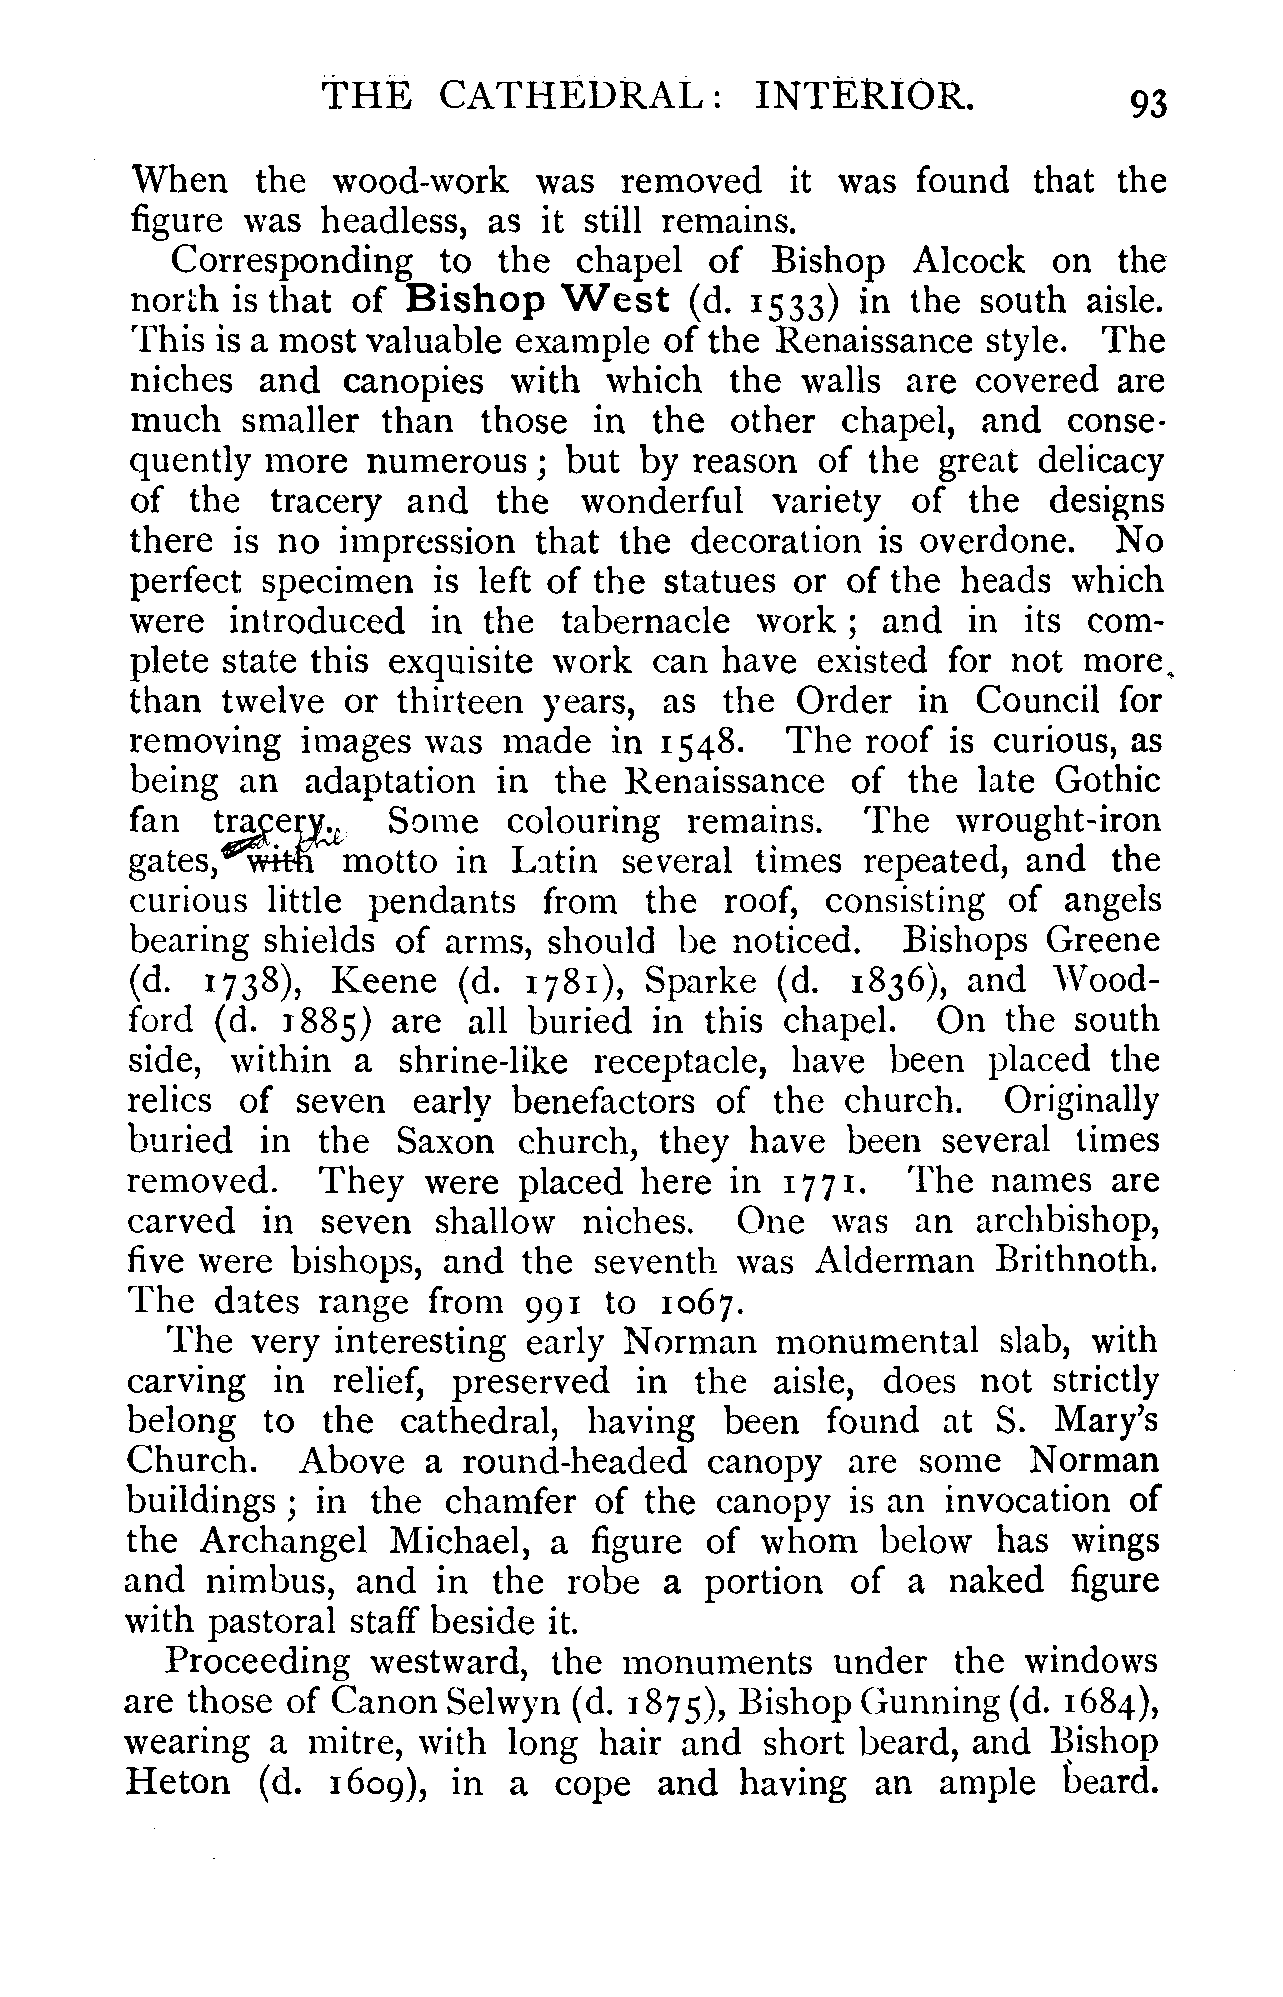 THE CATHEDRAL: INTERIOR. 93
When the wood-work was removed it was found that the
figure was headless, as it still remains.
Corresponding to the chapel of Bishop Alcock on the
north is that of Bishop West (d. 1533) in the south aisle.
This is a most valuable example of the Renaissance style. The
niches and canopies with which the walls are covered are
much smaller than those in the other chapel, and conse-
quently more numerous; but by reason of the great delicacy
of the tracery and the wonderful variety of the designs
there is no impression that the decoration is overdone. No
perfect specimen is left of the statues or of the heads which
were introduced in the tabernacle work; and in its com-
plete state this exquisite work can have existed for not more
than twelve or thirteen years, as the Order in Council for
removing images was made in 1548. The roof is curious, as
being an adaptation in the Renaissance of the late Gothic
fan tracery. Some colouring remains. The wrought-iron
gates, with the motto in Latin several times repeated, and the
curious little pendants from the roof, consisting of angels
bearing shields of arms, should be noticed. Bishops Greene
(d. 1738), Keene (d. 1781), Sparke (d. 1836), and Wood-
ford (d. 1885) are all buried in this chapel. On the south
side, within a shrine-like receptacle, have been placed the
relics of seven early benefactors of the church. Originally
buried in the Saxon church, they have been several times
removed. They were placed here in 1771. The names are
carved in seven shallow niches. One was an archbishop,
five were bishops, and the seventh was Alderman Brithnoth.
The dates range from 991 to 1067.
The very interesting early Norman monumental slab, with
carving in relief, preserved in the aisle, does not strictly
belong to the cathedral, having been found at S. Mary's
Church. Above a round-headed canopy are some Norman
buildings; in the chamfer of the canopy is an invocation of
the Archangel Michael, a figure of whom below has wings
and nimbus, and in the robe a portion of a naked figure
with pastoral staff beside it.
Proceeding westward, the monuments under the windows
are those of Canon Selwyn (d. 1875), Bishop Gunning (d. 1684),
wearing a mitre, with long hair and short beard, and Bishop
Heton (d. 1609), in a cope and having an ample beard.